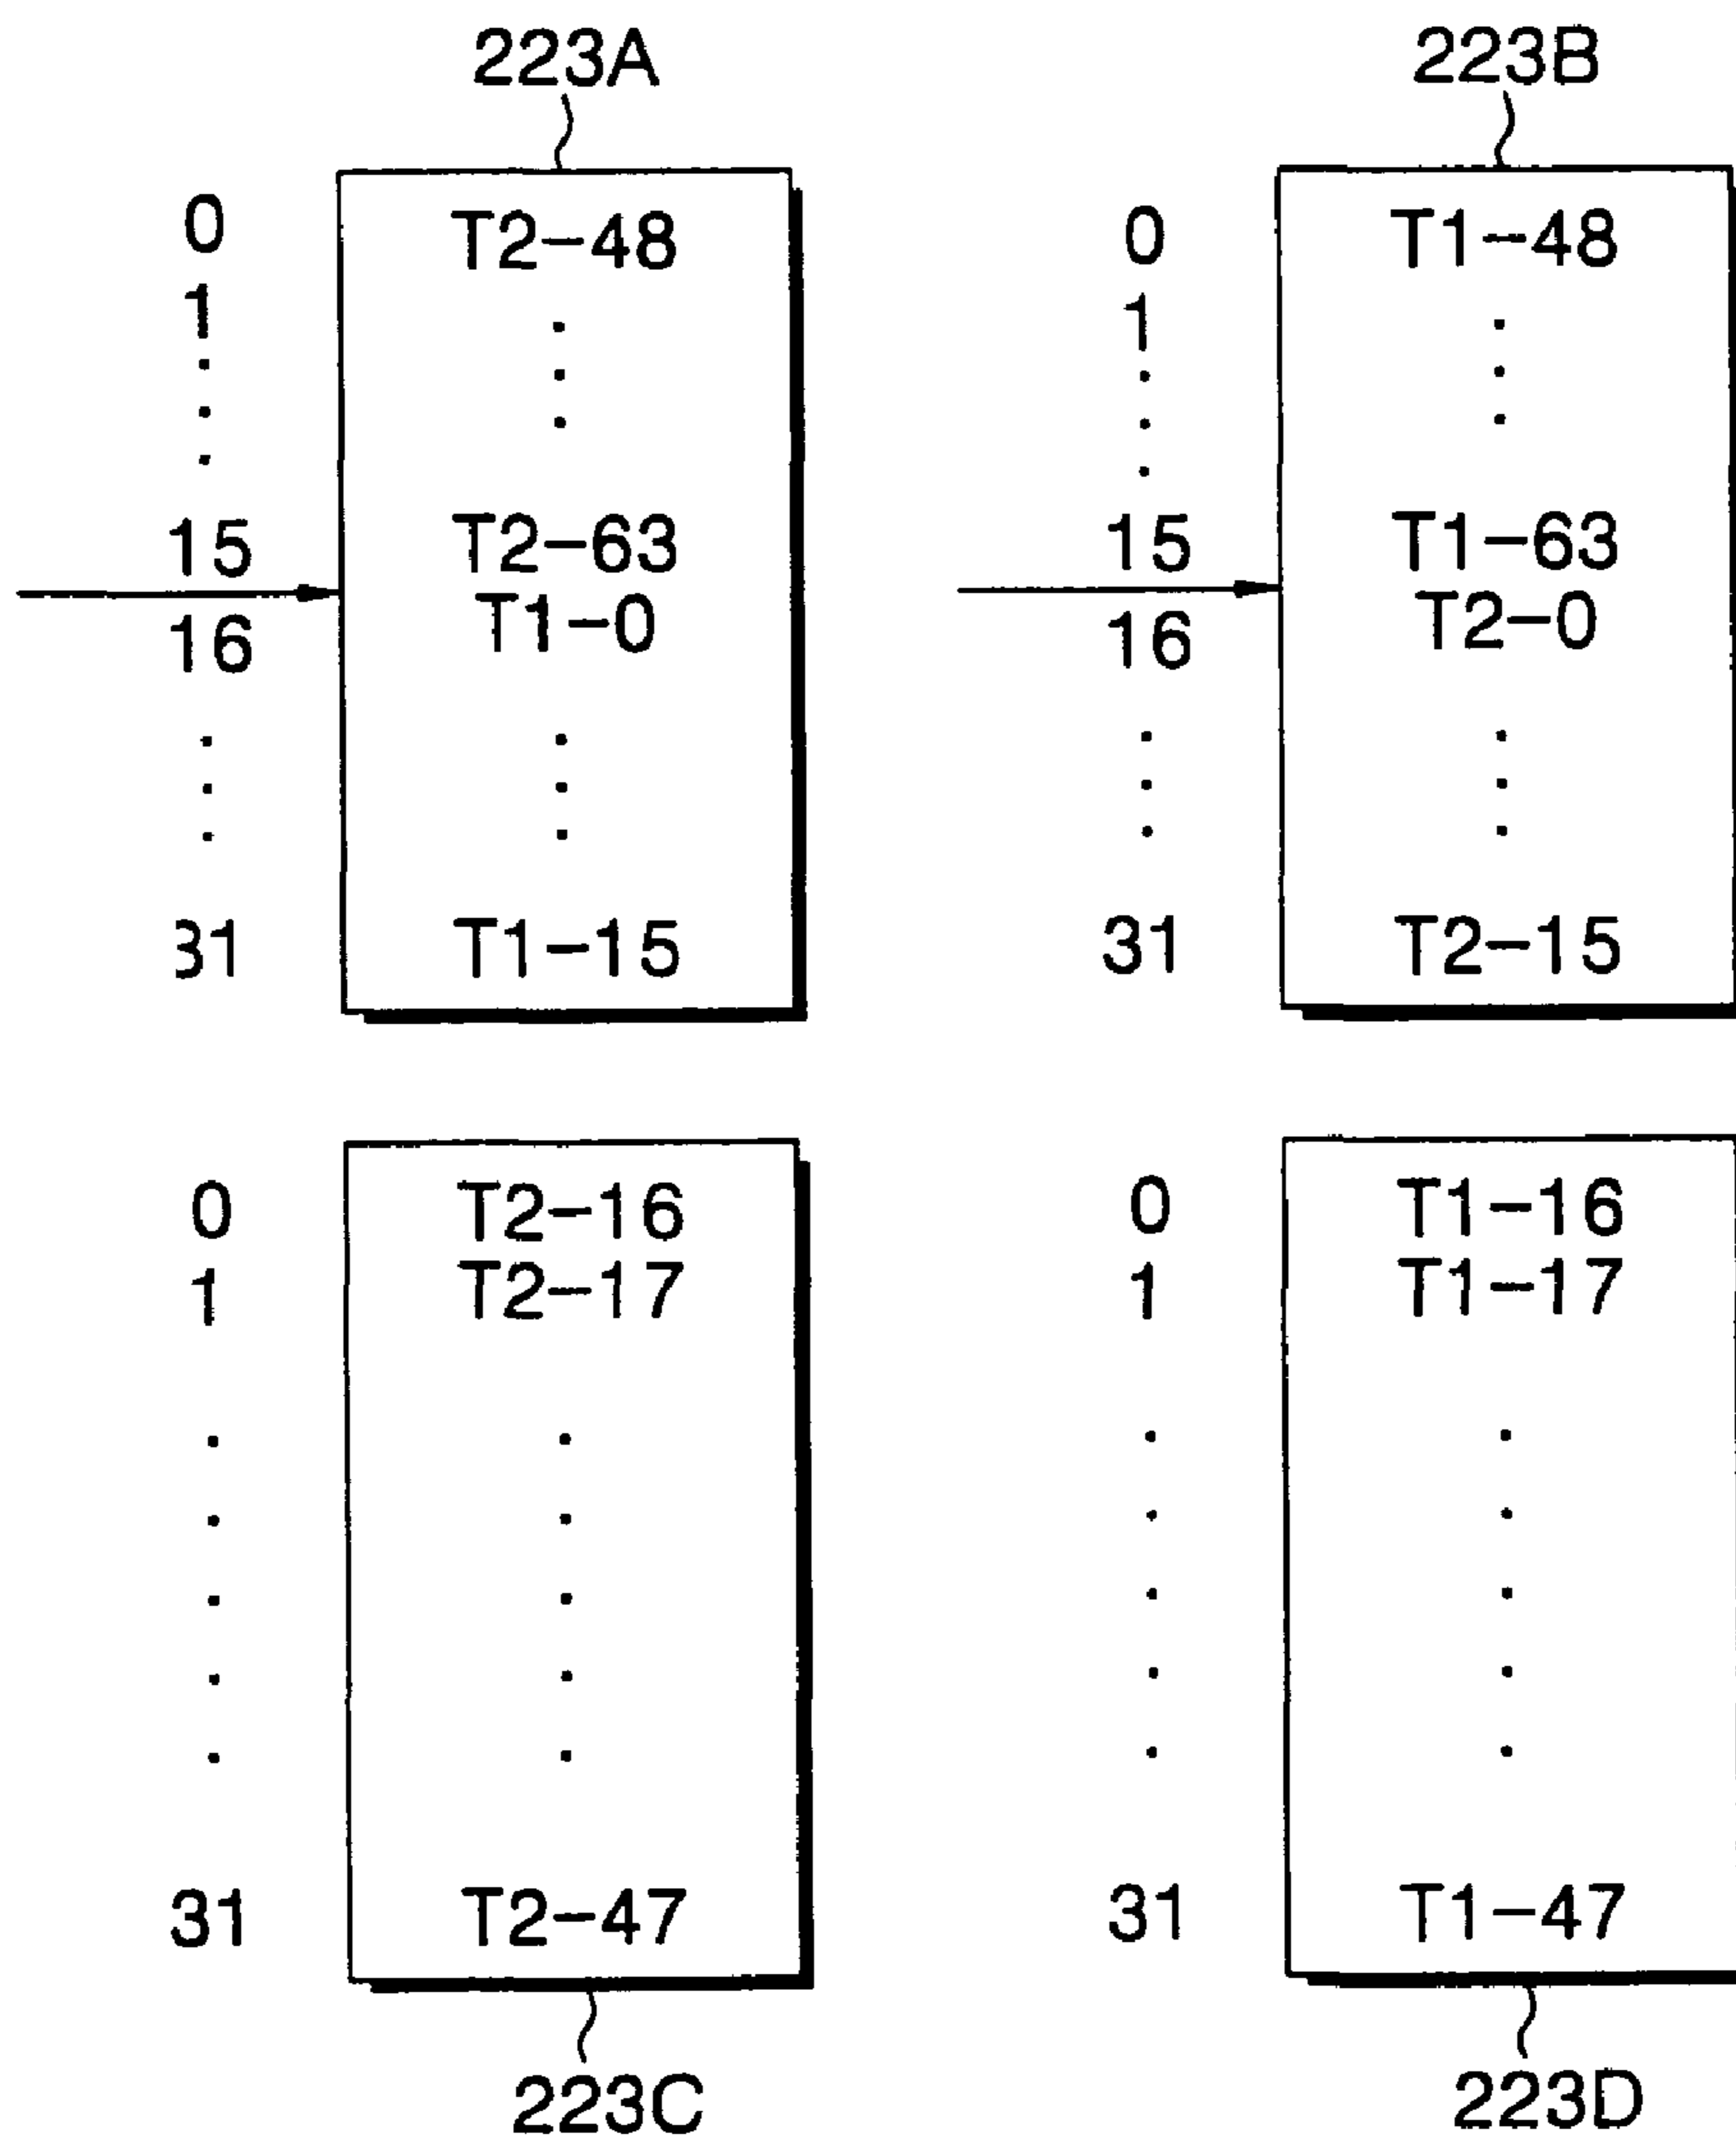 223A
0
1
15
16
31
T2-48
T2-63
T1-0
T1-15
223B
0
1
15
16
31
T1-48
T1-63
T2-0
T2-15
0
1
31
T2-16
T2-17
T2-47
223C
0
1
31
T1-16
T1-17
T1-47
223D